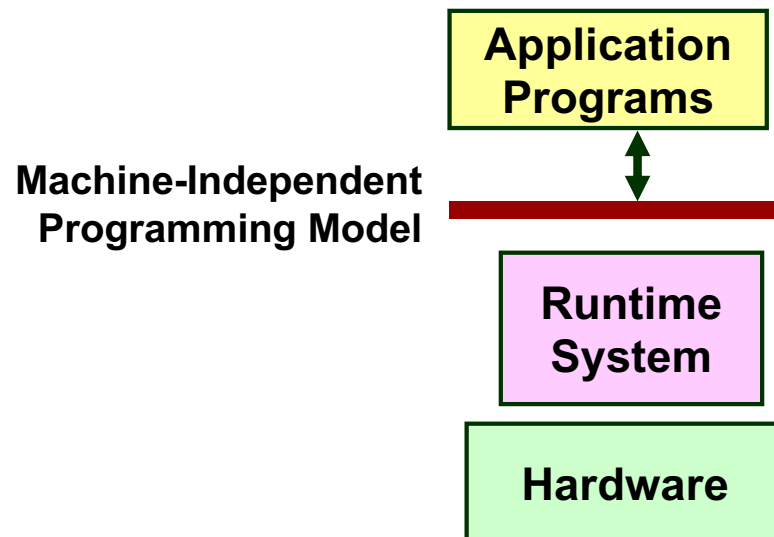 Application
Programs
Machine-Independent
Programming Model
Runtime
System
Hardware